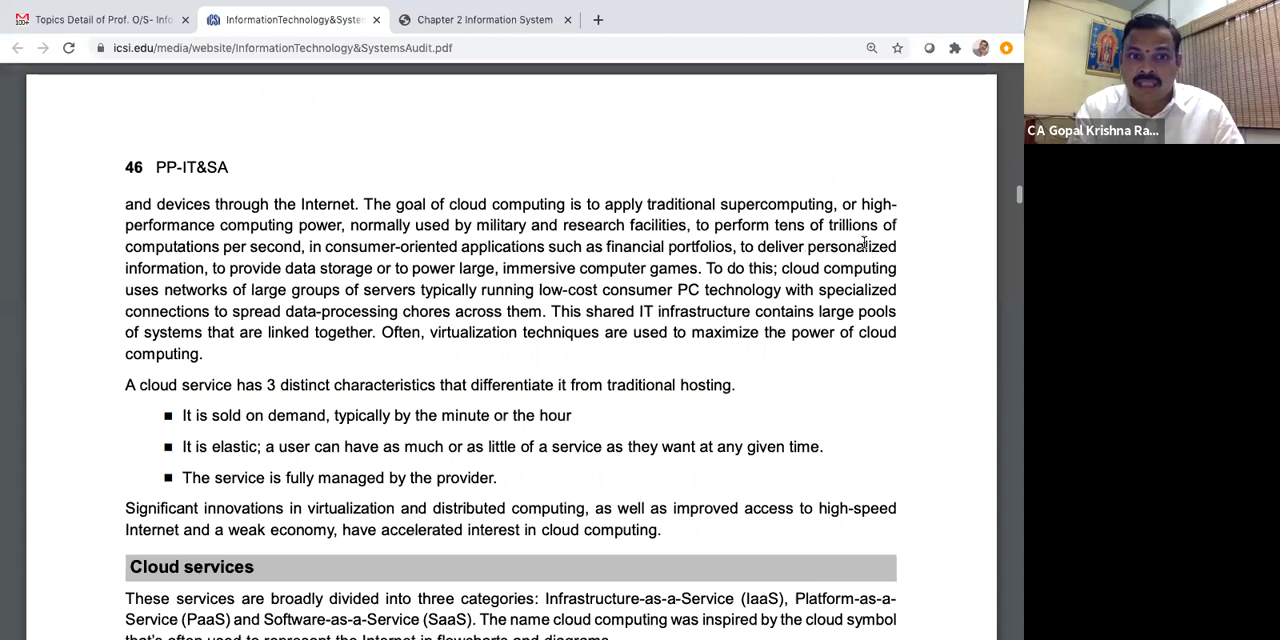 Topics Detail of Prof. O/S- Info
InformationTechnology&System
Chapter 2 Information System
icsi.edu/media/website/InformationTechnology&SystemsAudit.pdf
C A Gopal Krishna Ra...
46 PP-IT&SA
and devices through the Internet. The goal of cloud computing is to apply traditional supercomputing, or high-
performance computing power, normally used by military and research facilities, to perform tens of trillions of
computations per second, in consumer-oriented applications such as financial portfolios, to deliver personalized
information, to provide data storage or to power large, immersive computer games. To do this; cloud computing
uses networks of large groups of servers typically running low-cost consumer PC technology with specialized
connections to spread data-processing chores across them. This shared IT infrastructure contains large pools
of systems that are linked together. Often, virtualization techniques are used to maximize the power of cloud
computing.
A cloud service has 3 distinct characteristics that differentiate it from traditional hosting.
■ It is sold on demand, typically by the minute or the hour
■ It is elastic; a user can have as much or as little of a service as they want at any given time.
■ The service is fully managed by the provider.
Significant innovations in virtualization and distributed computing, as well as improved access to high-speed
Internet and a weak economy, have accelerated interest in cloud computing.
Cloud services
These services are broadly divided into three categories: Infrastructure-as-a-Service (IaaS), Platform-as-a-
Service (PaaS) and Software-as-a-Service (SaaS). The name cloud computing was inspired by the cloud symbol
that's often used to represent the Internet in flowcharts and diagrams.